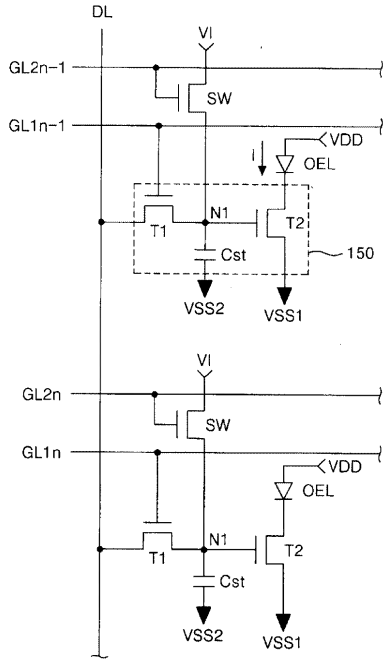 DL
VI
GL2n-1
SW
GL1n-1
VDD
i
OEL
N1
T1
T2
150
Cst
VSS2
VSS1
VI
GL2n
SW
GL1n
VDD
OEL
N1
T1
T2
Cst
VSS2
VSS1